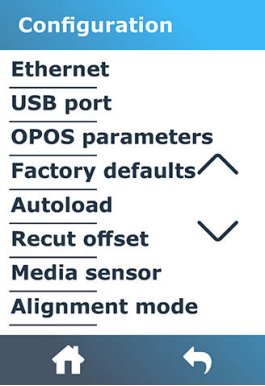 Configuration
Ethernet
USB port
OPOS parameters
Factory defaults
Autoload
Recut offset
Media sensor
Alignment mode